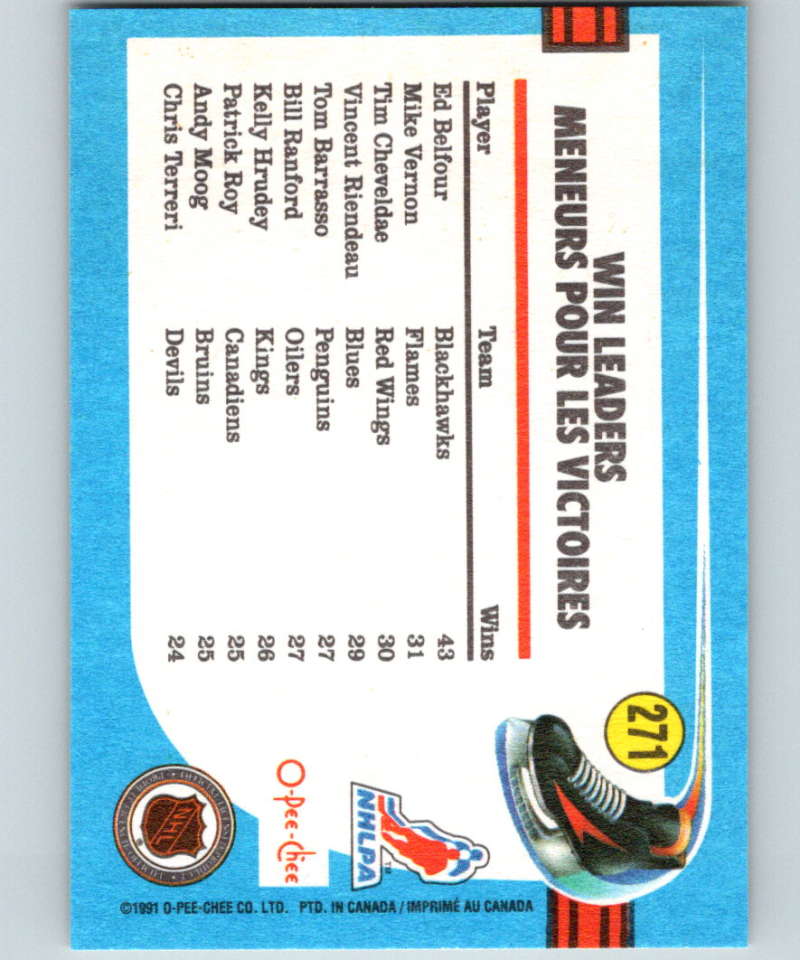 WIN LEADERS
MENEURS POUR LES VICTOIRES
271
Player Team Wins
Ed Belfour Blackhawks 43
Mike Vernon Flames 31
Tim Cheveldae Red Wings 30
Vincent Riendeau Blues 29
Tom Barrasso Penguins 27
Bill Ranford Oilers 27
Kelly Hrudey Kings 26
Patrick Roy Canadiens 25
Andy Moog Bruins 25
Chris Terreri Devils 24
NHLPA
TM
O-Pee-Chee
NHL
©1991 O-PEE-CHEE CO. LTD. PTD. IN CANADA / IMPRIMÉ AU CANADA